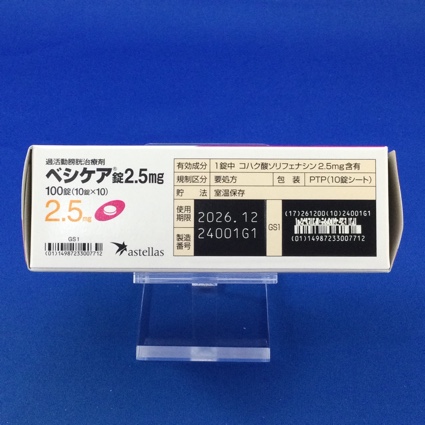 過活動膀胱治療剤
ベシケア®錠2.5mg
100錠(10錠×10)
2.5mg
GS1
(01)14987233007712
astellas
有効成分 1錠中 コハク酸ソリフェナシン2.5mg含有
規制区分 要処方 包装 PTP(10錠シート)
貯法 室温保存
使用期限 2026.12
製造番号 24001G1
GS1
(17)261200(10)24001G1
(01)14987233007712